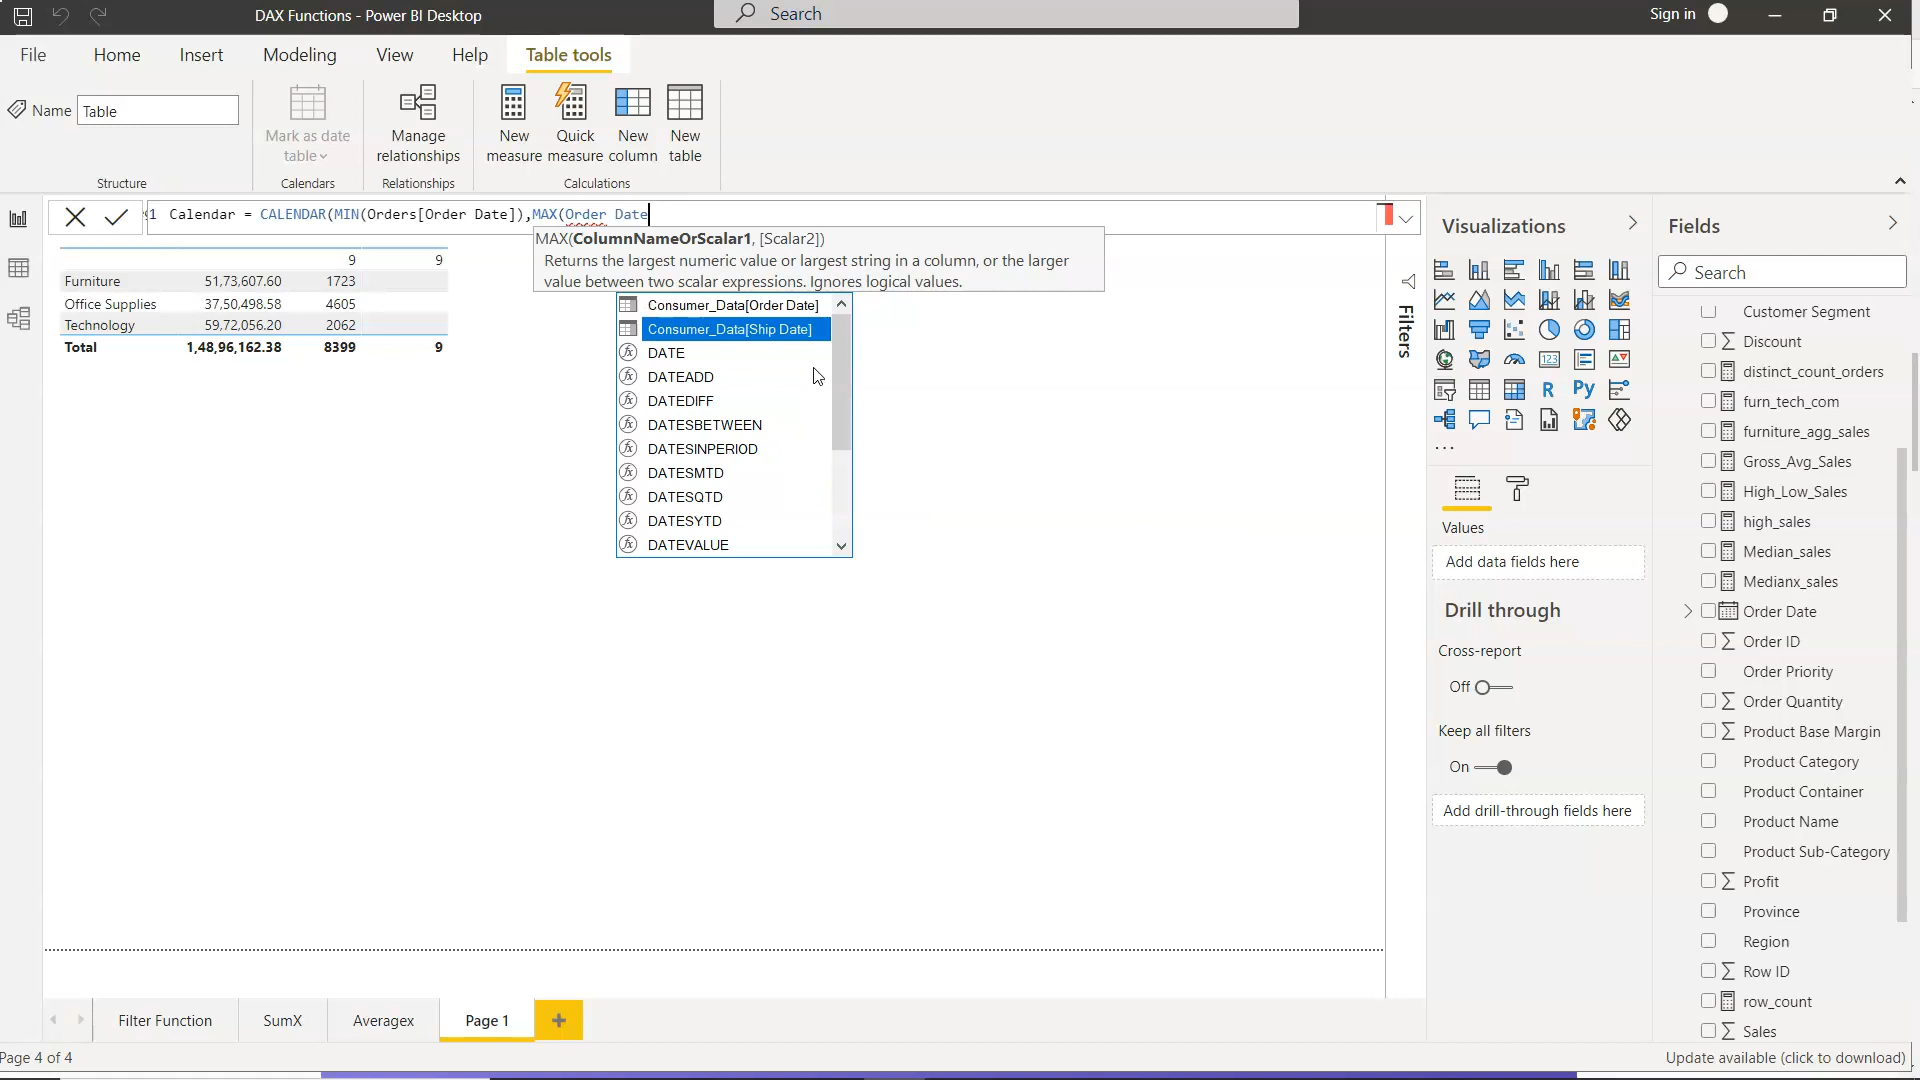 DAX Functions - Power BI Desktop
Search
Sign in
File Home Insert Modeling View Help Table tools
Name Table
Mark as date table
Manage relationships
New measure
Quick measure
New column
New table
Structure Calendars Relationships Calculations
1 Calendar = CALENDAR(MIN(Orders[Order Date]),MAX(Order Date
MAX(ColumnNameOrScalar1, [Scalar2])
Returns the largest numeric value or largest string in a column, or the larger
value between two scalar expressions. Ignores logical values.
9 9
Furniture 51,73,607.60 1723
Office Supplies 37,50,498.58 4605
Technology 59,72,056.20 2062
Total 1,48,96,162.38 8399 9
Consumer_Data[Order Date]
Consumer_Data[Ship Date]
DATE
DATEADD
DATEDIFF
DATESBETWEEN
DATESINPERIOD
DATESMTD
DATESQTD
DATESYTD
DATEVALUE
Filters
Visualizations
R Py
123
...
Values
Add data fields here
Drill through
Cross-report
Off
Keep all filters
On
Add drill-through fields here
Fields
Search
Customer Segment
Discount
distinct_count_orders
furn_tech_com
furniture_agg_sales
Gross_Avg_Sales
High_Low_Sales
high_sales
Median_sales
Medianx_sales
Order Date
Order ID
Order Priority
Order Quantity
Product Base Margin
Product Category
Product Container
Product Name
Product Sub-Category
Profit
Province
Region
Row ID
row_count
Sales
Filter Function SumX Averagex Page 1
Page 4 of 4
Update available (click to download)